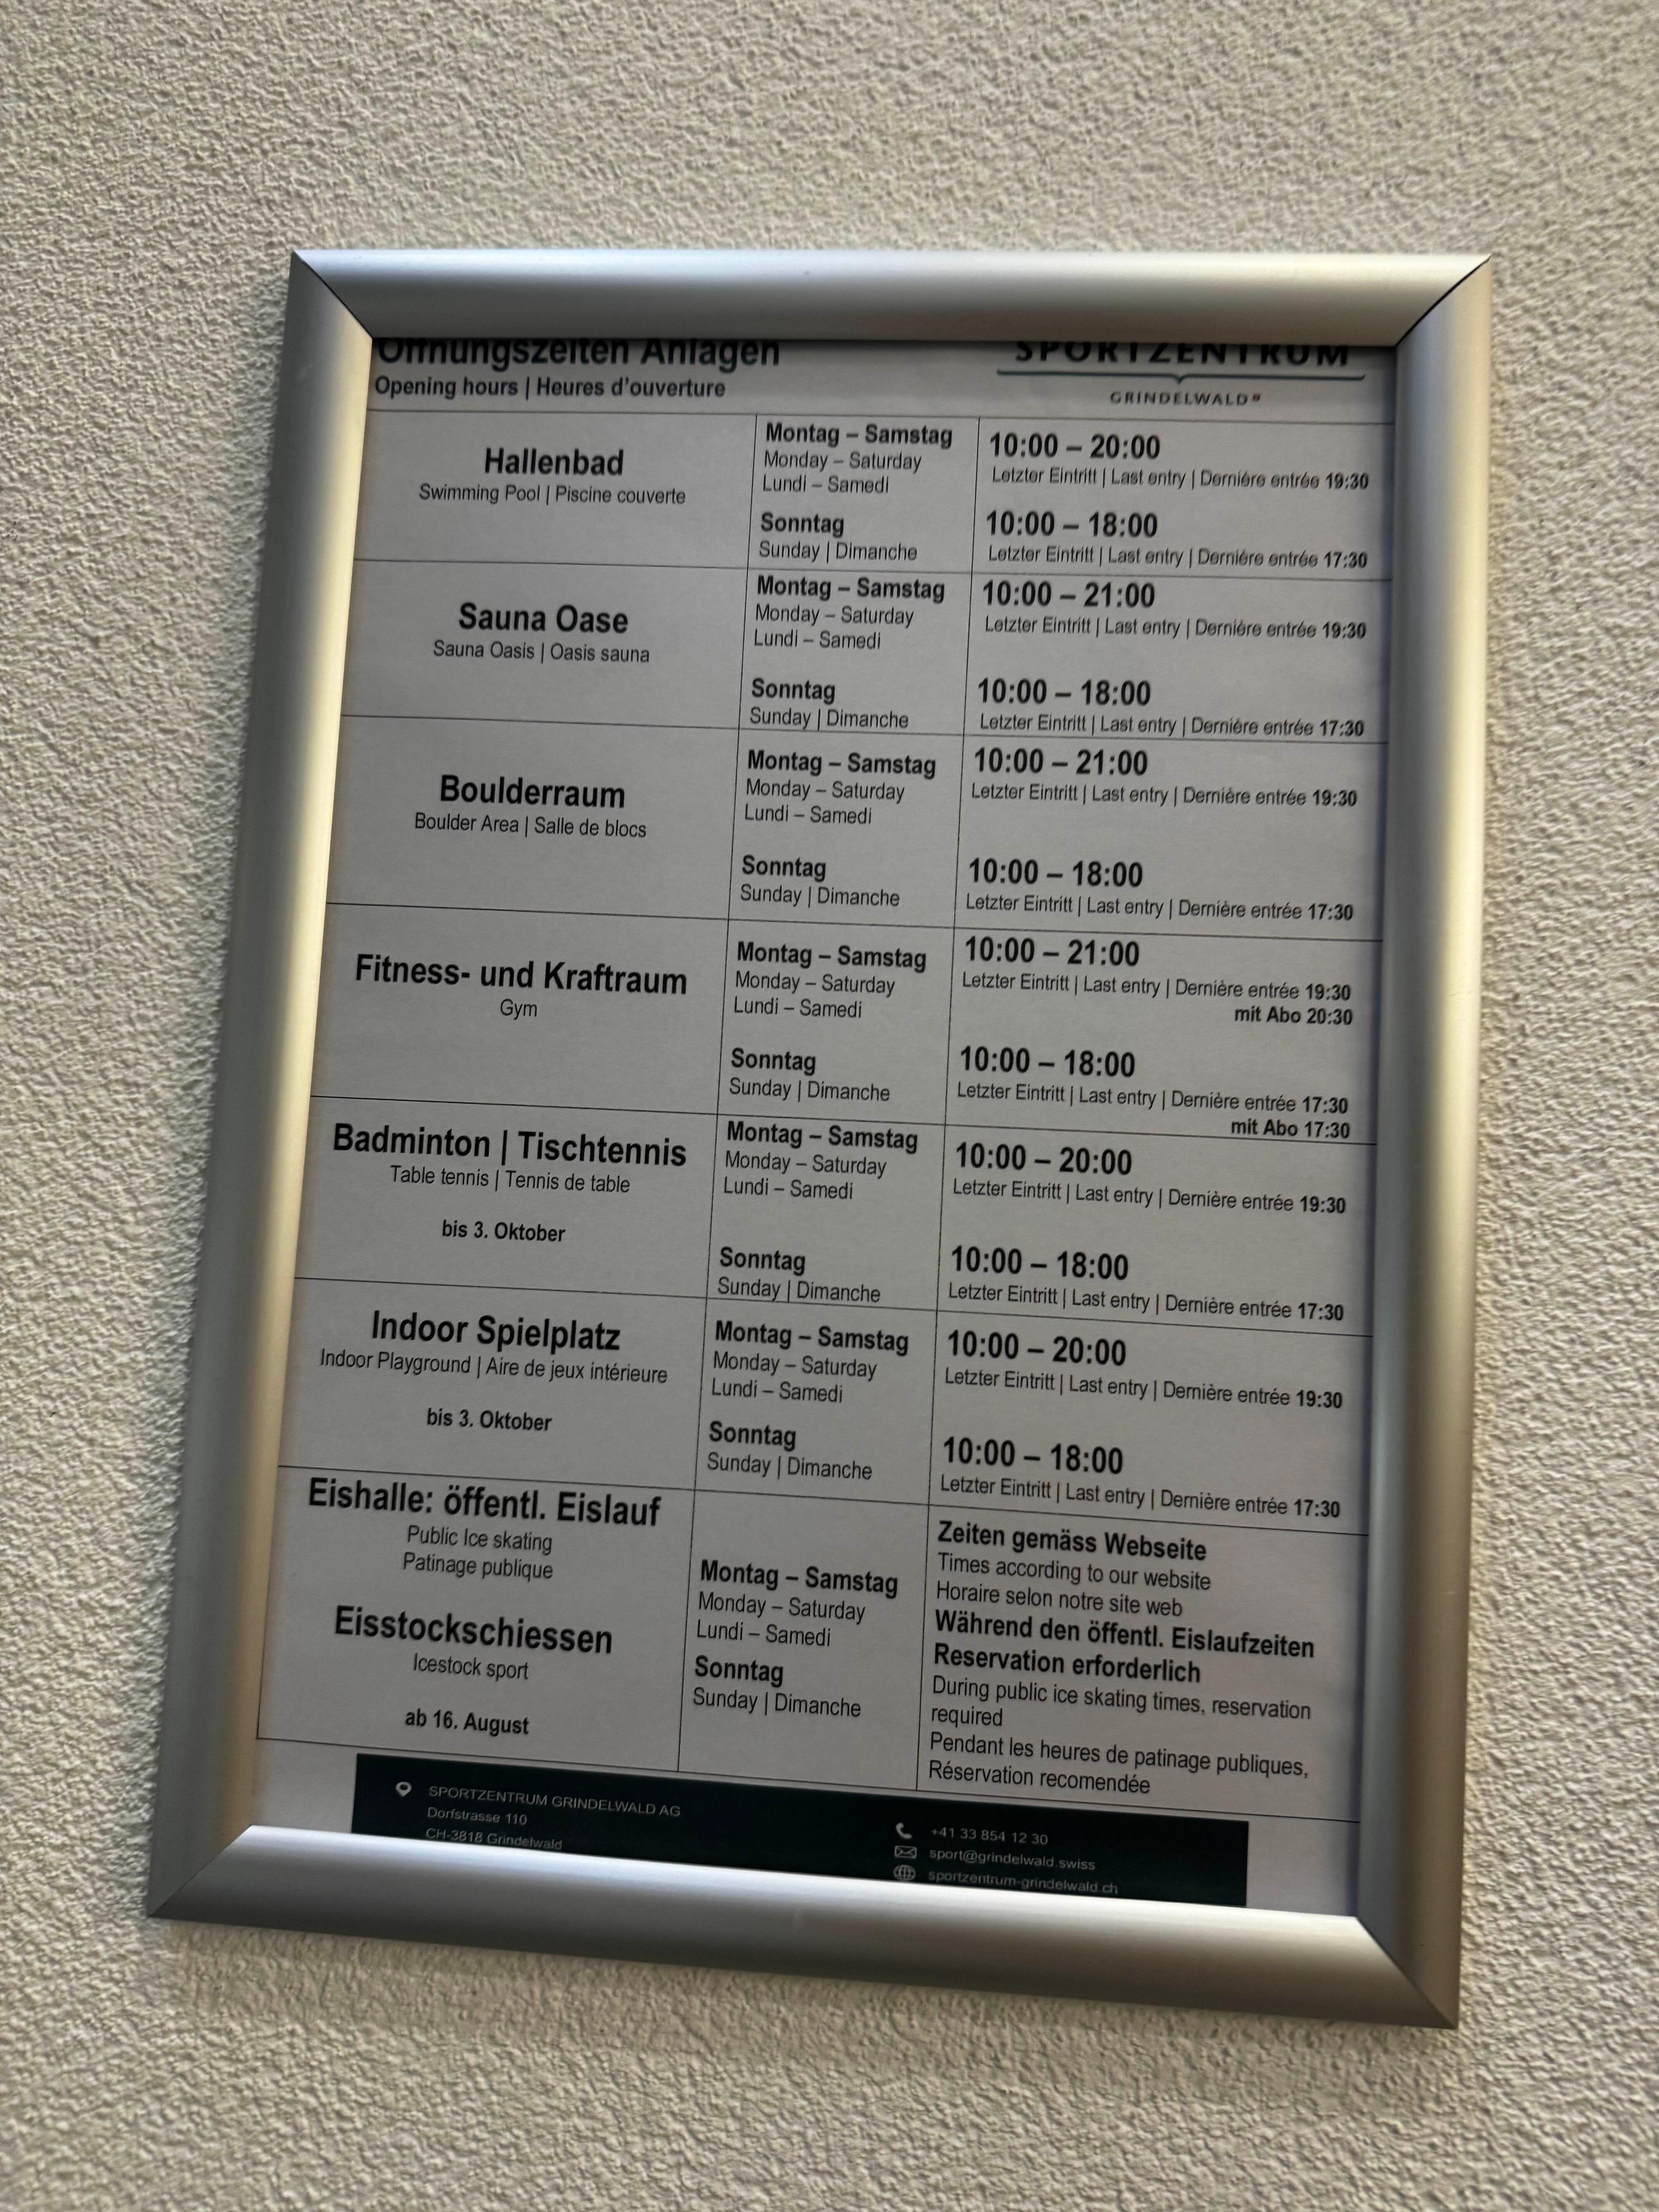 Öffnungszeiten Anlagen
Opening hours | Heures d'ouverture
SPORTZENTRUM
GRINDELWALD
Hallenbad
Swimming Pool | Piscine couverte
Montag – Samstag
Monday – Saturday
Lundi – Samedi
10:00 – 20:00
Letzter Eintritt | Last entry | Dernière entrée 19:30
Sonntag
Sunday | Dimanche
10:00 – 18:00
Letzter Eintritt | Last entry | Dernière entrée 17:30
Sauna Oase
Sauna Oasis | Oasis sauna
Montag – Samstag
Monday – Saturday
Lundi – Samedi
10:00 – 21:00
Letzter Eintritt | Last entry | Dernière entrée 19:30
Sonntag
Sunday | Dimanche
10:00 – 18:00
Letzter Eintritt | Last entry | Dernière entrée 17:30
Boulderraum
Boulder Area | Salle de blocs
Montag – Samstag
Monday – Saturday
Lundi – Samedi
10:00 – 21:00
Letzter Eintritt | Last entry | Dernière entrée 19:30
Sonntag
Sunday | Dimanche
10:00 – 18:00
Letzter Eintritt | Last entry | Dernière entrée 17:30
Fitness- und Kraftraum
Gym
Montag – Samstag
Monday – Saturday
Lundi – Samedi
10:00 – 21:00
Letzter Eintritt | Last entry | Dernière entrée 19:30
mit Abo 20:30
Sonntag
Sunday | Dimanche
10:00 – 18:00
Letzter Eintritt | Last entry | Dernière entrée 17:30
mit Abo 17:30
Badminton | Tischtennis
Table tennis | Tennis de table
bis 3. Oktober
Montag – Samstag
Monday – Saturday
Lundi – Samedi
10:00 – 20:00
Letzter Eintritt | Last entry | Dernière entrée 19:30
Sonntag
Sunday | Dimanche
10:00 – 18:00
Letzter Eintritt | Last entry | Dernière entrée 17:30
Indoor Spielplatz
Indoor Playground | Aire de jeux intérieure
bis 3. Oktober
Montag – Samstag
Monday – Saturday
Lundi – Samedi
10:00 – 20:00
Letzter Eintritt | Last entry | Dernière entrée 19:30
Sonntag
Sunday | Dimanche
10:00 – 18:00
Letzter Eintritt | Last entry | Dernière entrée 17:30
Eishalle: öffentl. Eislauf
Public Ice skating
Patinage publique
Eisstockschiessen
Icestock sport
ab 16. August
Montag – Samstag
Monday – Saturday
Lundi – Samedi
Sonntag
Sunday | Dimanche
Zeiten gemäss Webseite
Times according to our website
Horaire selon notre site web
Während den öffentl. Eislaufzeiten
Reservation erforderlich
During public ice skating times, reservation
required
Pendant les heures de patinage publiques,
Réservation recomendée
SPORTZENTRUM GRINDELWALD AG
Dorfstrasse 110
CH-3818 Grindelwald
+41 33 854 12 30
sport@grindelwald.swiss
sportzentrum-grindelwald.ch